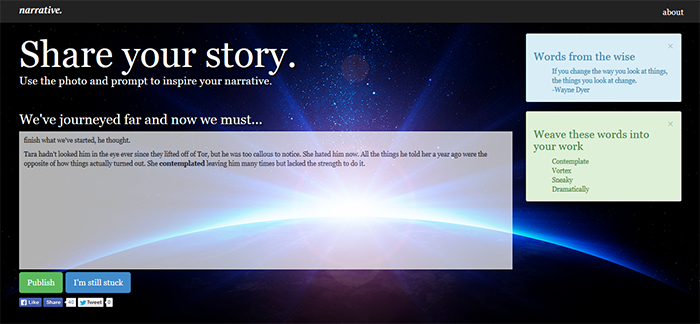 narrative.
about
Share your story.
Use the photo and prompt to inspire your narrative.
We've journeyed far and now we must...
finish what we've started, he thought.
Tara hadn't looked him in the eye ever since they lifted off of Tor, but he was too callous to notice. She hated him now. All the things he told her a year ago were the
opposite of how things actually turned out. She contemplated leaving him many times but lacked the strength to do it.
Publish
I'm still stuck
Like
Share
40
Tweet
0
×
Words from the wise
If you change the way you look at things,
the things you look at change.
-Wayne Dyer
×
Weave these words into
your work
Contemplate
Vortex
Sneaky
Dramatically